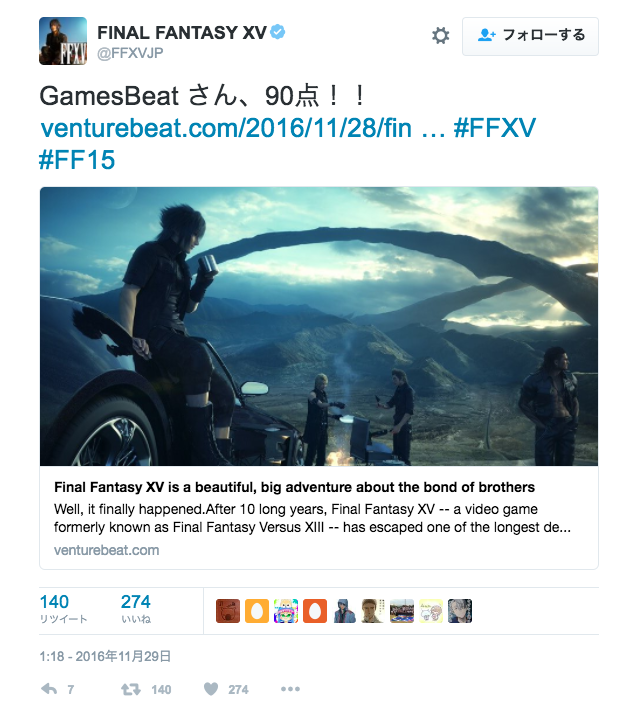 FFXV
FINAL FANTASY XV
@FFXVJP
フォローする
GamesBeat さん、90点！！
venturebeat.com/2016/11/28/fin … #FFXV
#FF15
Final Fantasy XV is a beautiful, big adventure about the bond of brothers
Well, it finally happened.After 10 long years, Final Fantasy XV -- a video game
formerly known as Final Fantasy Versus XIII -- has escaped one of the longest de...
venturebeat.com
140 274
リツイート いいね
1:18 - 2016年11月29日
7 140 274